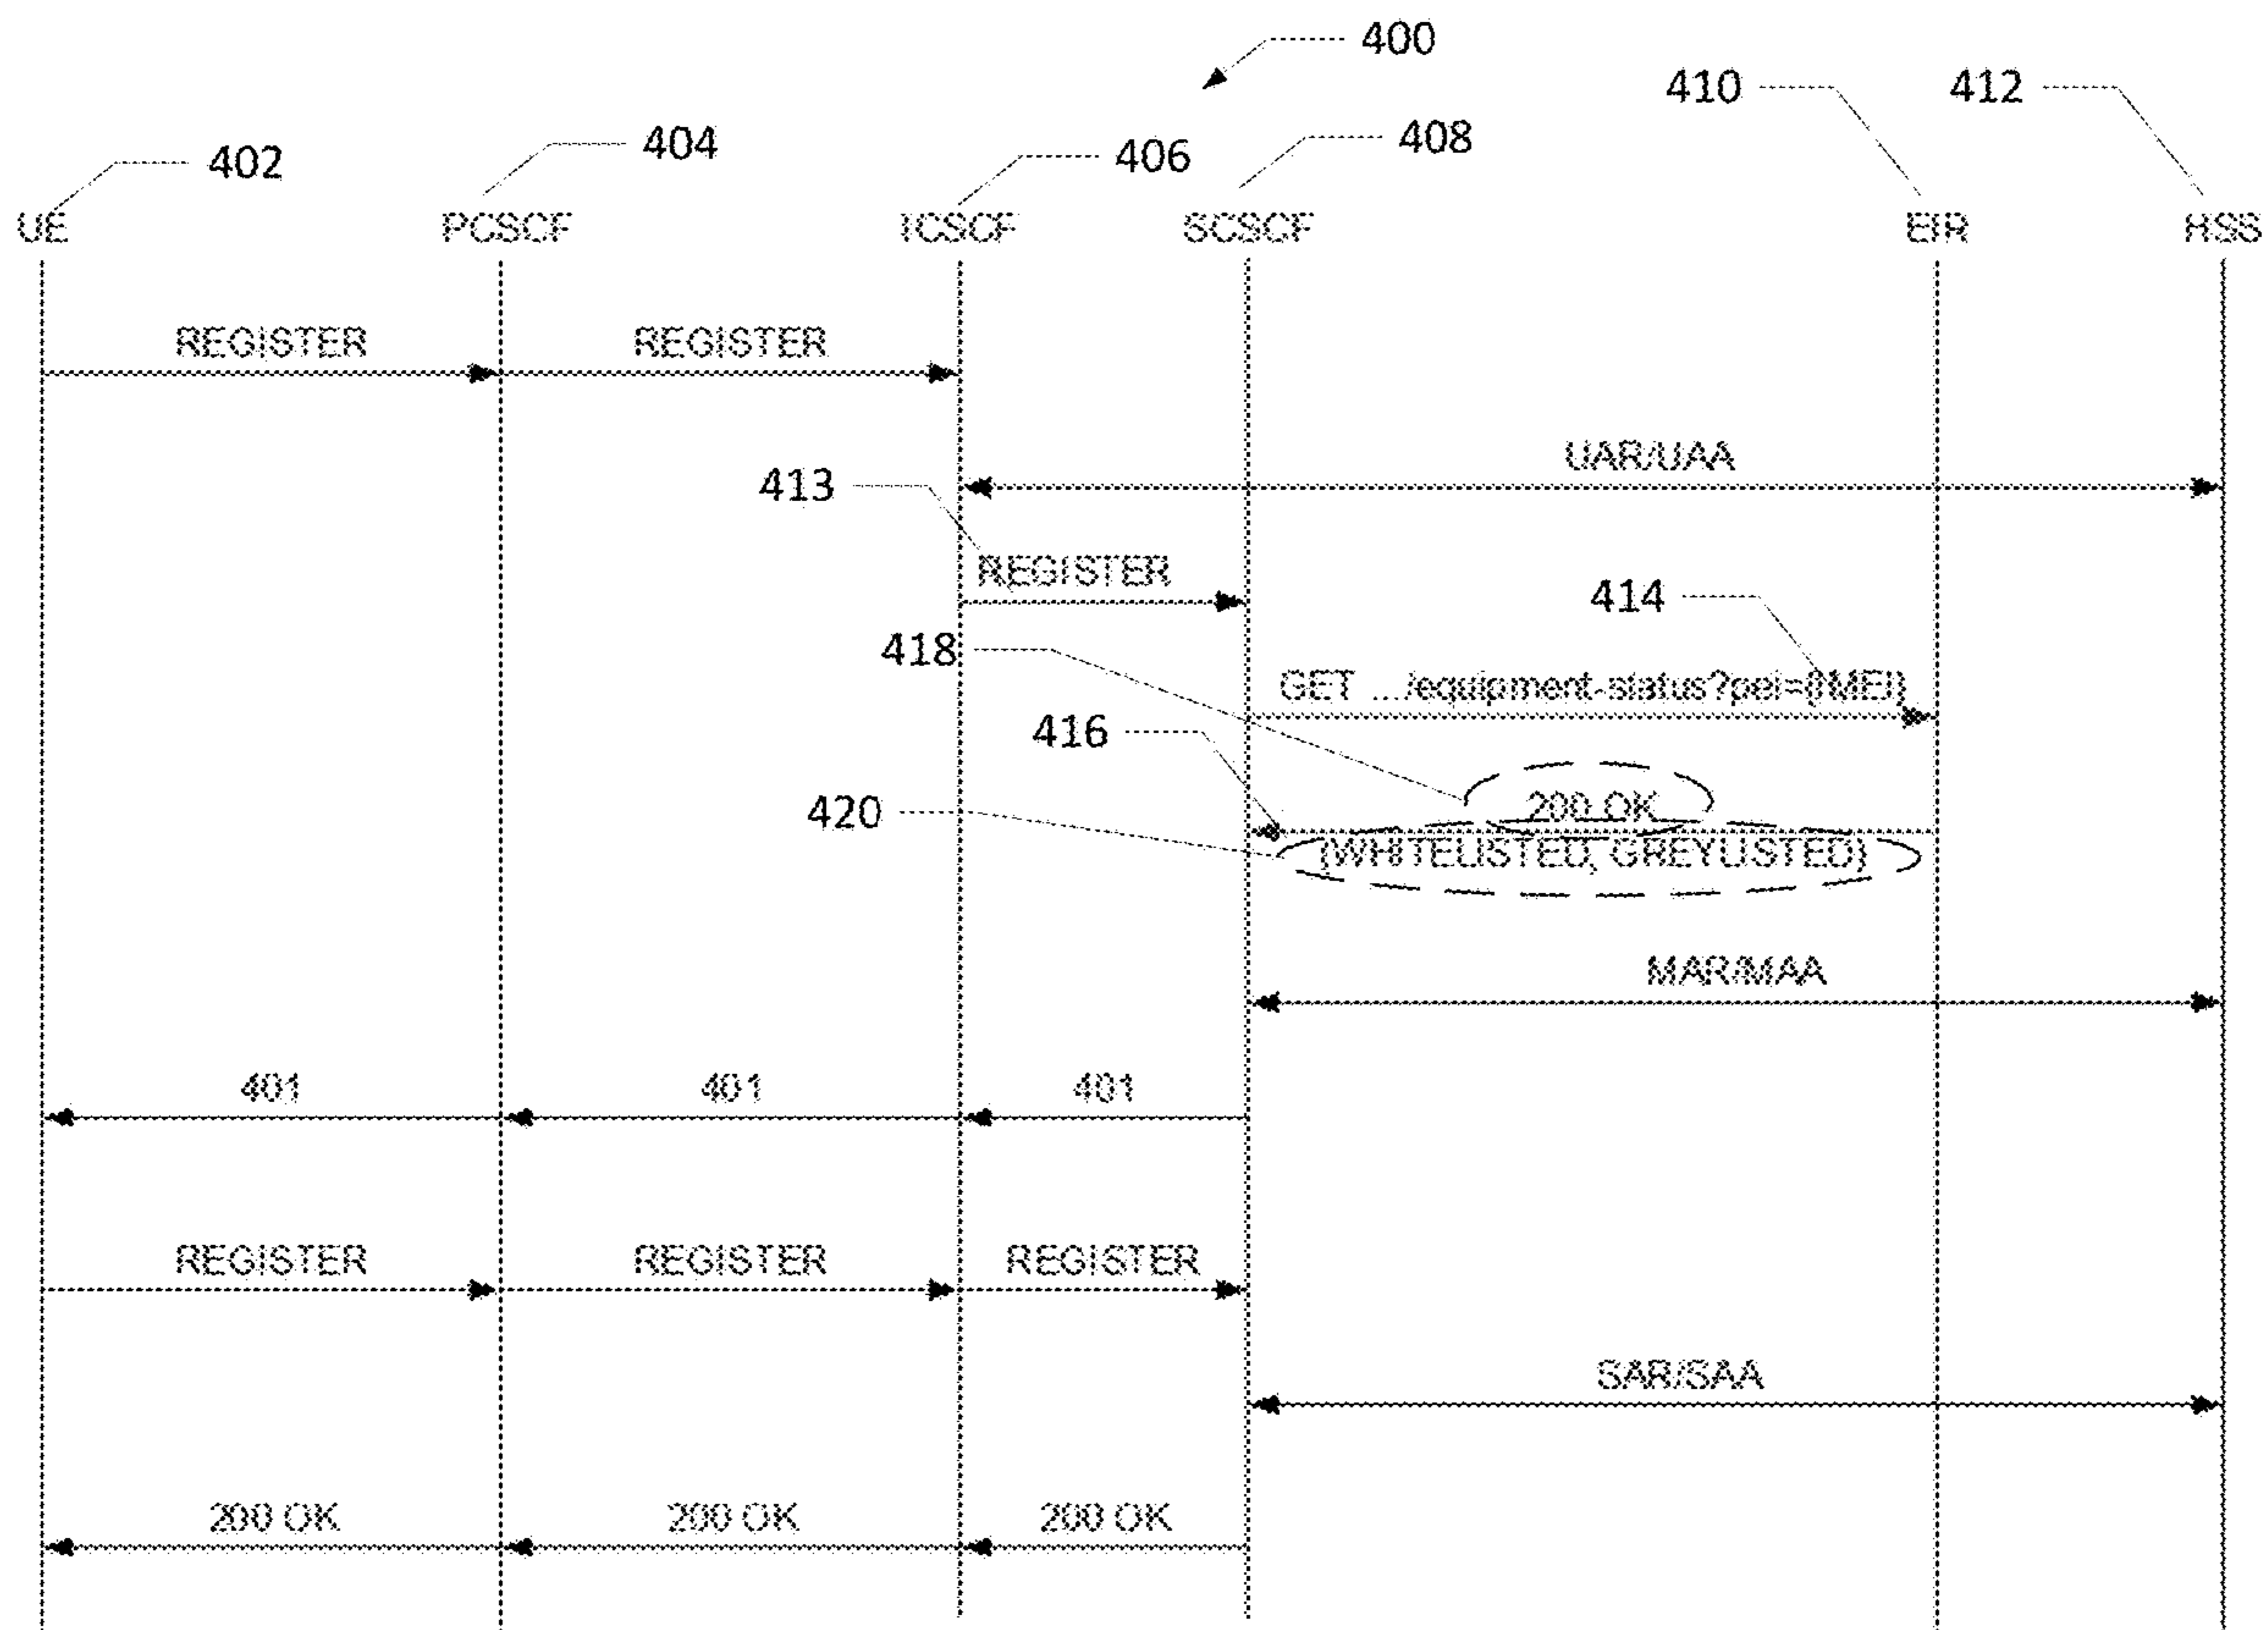 400
410
412
404
408
402
406
UE
PCSCF
ICSCF
SCSCF
EIR
HSS
REGISTER
REGISTER
UAR/UAA
413
REGISTER
414
418
GET .../equipment-status?pei={IMEI}
416
200 OK
420
{WHITELISTED, GREYLISTED}
MAR/MAA
401
401
401
REGISTER
REGISTER
REGISTER
SAR/SAA
200 OK
200 OK
200 OK